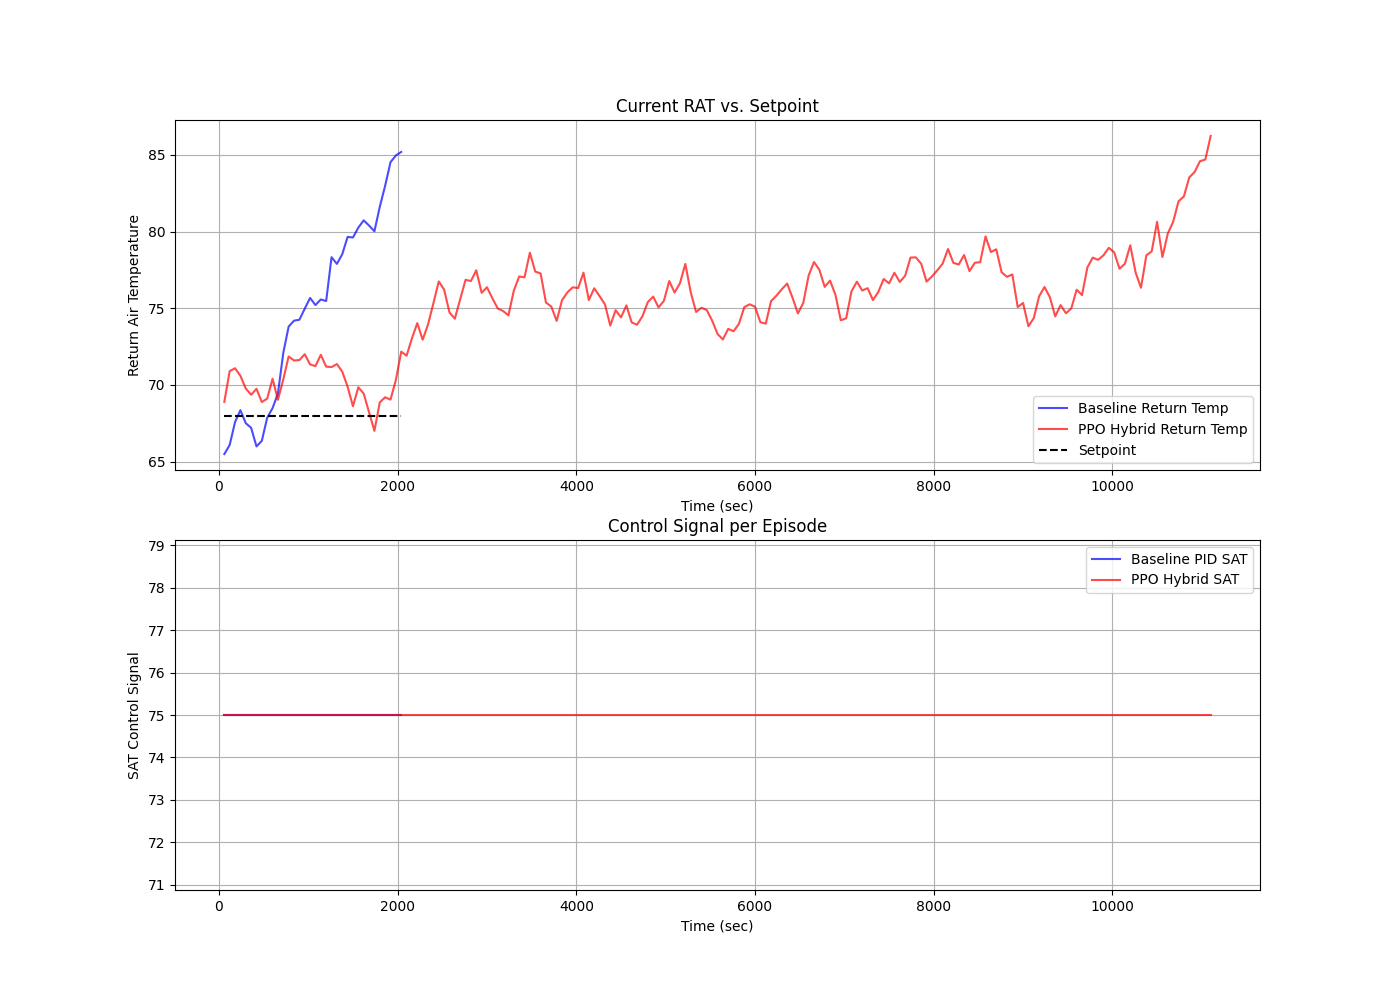 Current RAT vs. Setpoint
Return Air Temperature
85
80
75
70
65
Baseline Return Temp
PPO Hybrid Return Temp
Setpoint
0 2000 4000 6000 8000 10000
Time (sec)
Control Signal per Episode
SAT Control Signal
79
78
77
76
75
74
73
72
71
Baseline PID SAT
PPO Hybrid SAT
0 2000 4000 6000 8000 10000
Time (sec)